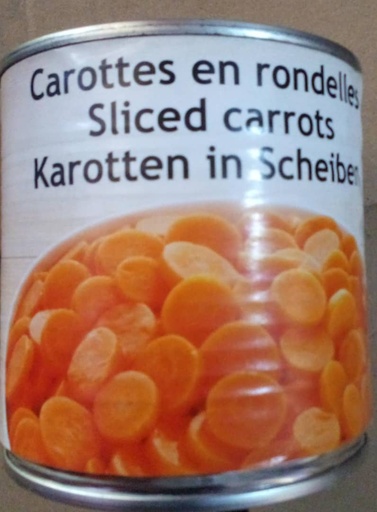 Carottes en rondelles
Sliced carrots
Karotten in Scheiben